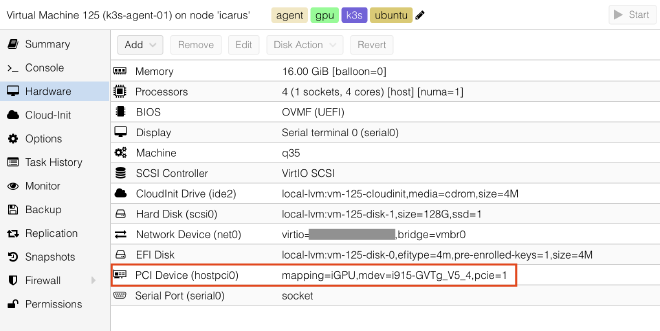 Virtual Machine 125 (k3s-agent-01) on node 'icarus' agent gpu k3s ubuntu Start
Summary
Console
Hardware
Cloud-Init
Options
Task History
Monitor
Backup
Replication
Snapshots
Firewall
Permissions
Add Remove Edit Disk Action Revert
Memory 16.00 GiB [balloon=0]
Processors 4 (1 sockets, 4 cores) [host] [numa=1]
BIOS OVMF (UEFI)
Display Serial terminal 0 (serial0)
Machine q35
SCSI Controller VirtIO SCSI
CloudInit Drive (ide2) local-lvm:vm-125-cloudinit,media=cdrom,size=4M
Hard Disk (scsi0) local-lvm:vm-125-disk-1,size=128G,ssd=1
Network Device (net0) virtio= ,bridge=vmbr0
EFI Disk local-lvm:vm-125-disk-0,efitype=4m,pre-enrolled-keys=1,size=4M
PCI Device (hostpci0) mapping=iGPU,mdev=i915-GVTg_V5_4,pcie=1
Serial Port (serial0) socket